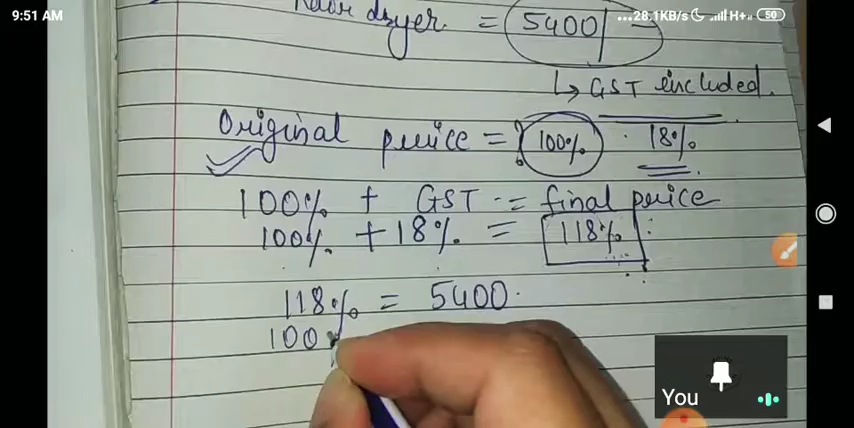 9:51 AM ...28.1KB/s H+ 50
Hair dryer = 5400/-
↳ GST included.
Original price = ? 100% 18%
100% + GST = final price
100% + 18% = 118%
118% = 5400
100%
You